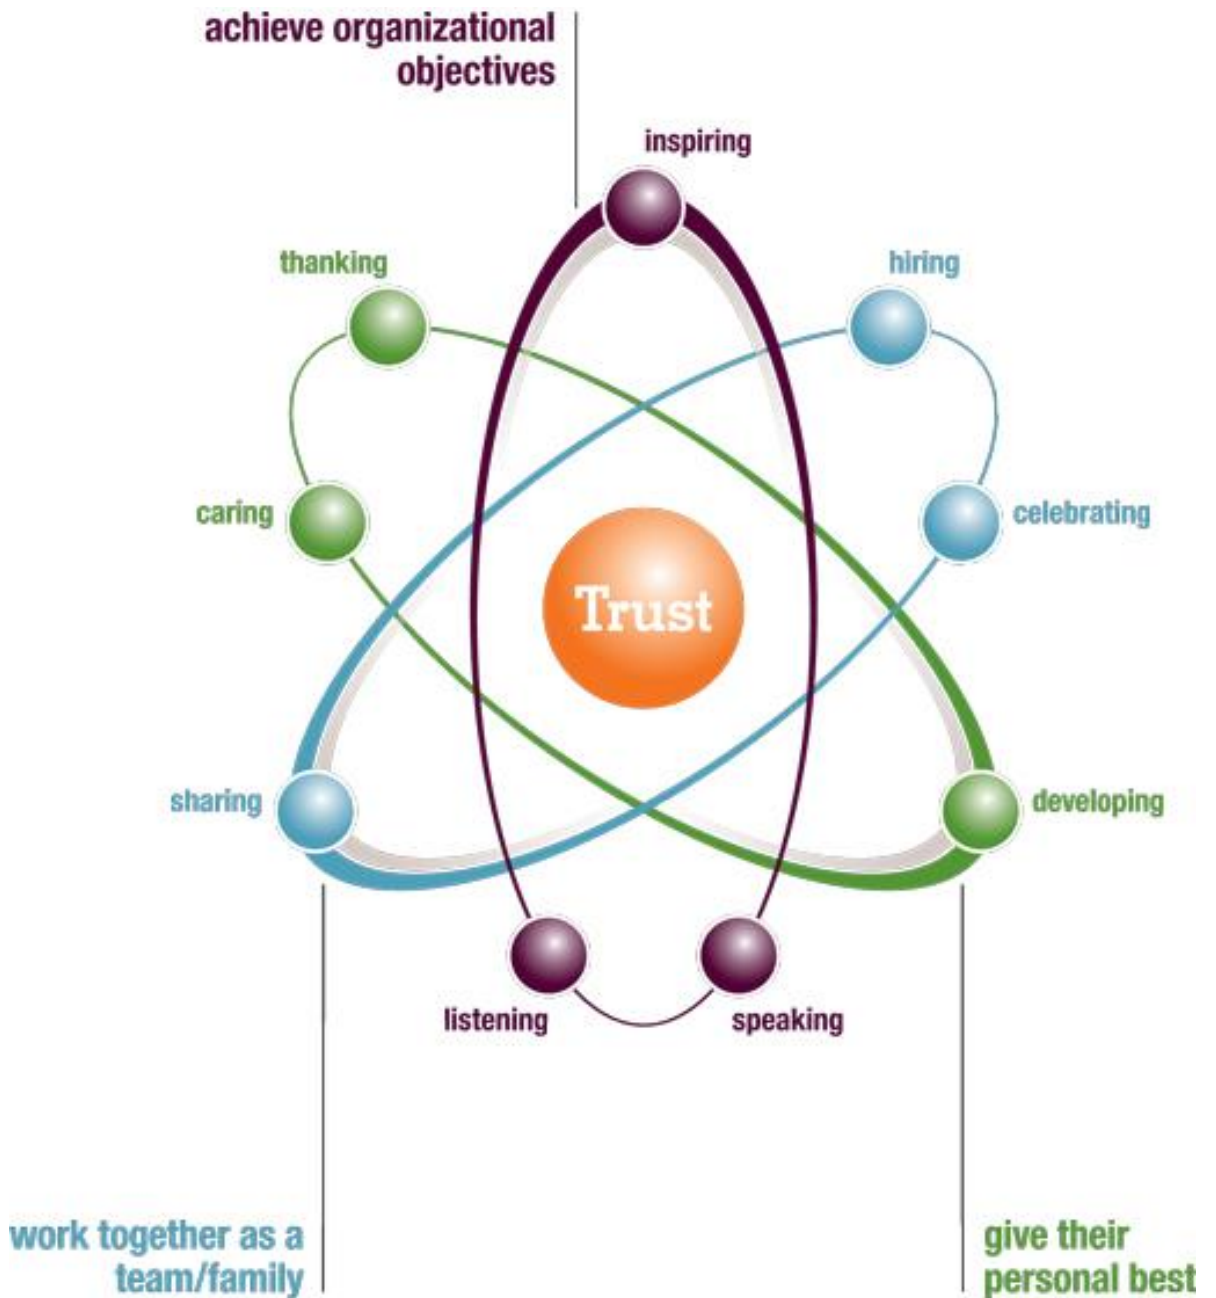 achieve organizational
objectives
inspiring
thanking
hiring
caring
celebrating
Trust
sharing
developing
listening
speaking
work together as a
team/family
give their
personal best